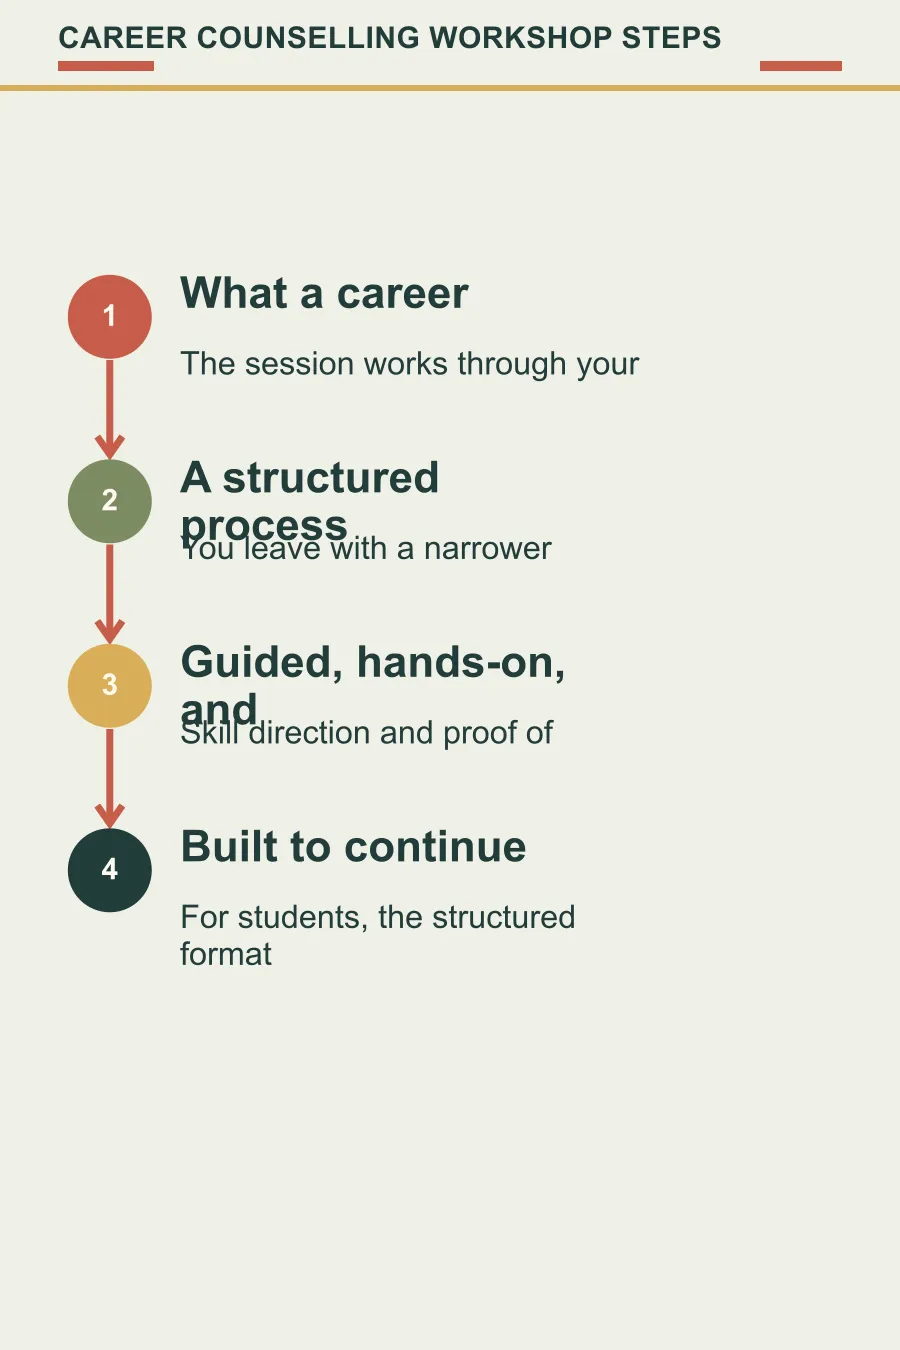 CAREER COUNSELLING WORKSHOP STEPS
1
What a career
The session works through your
2
A structured
process
You leave with a narrower
3
Guided, hands-on,
and
Skill direction and proof of
4
Built to continue
For students, the structured
format